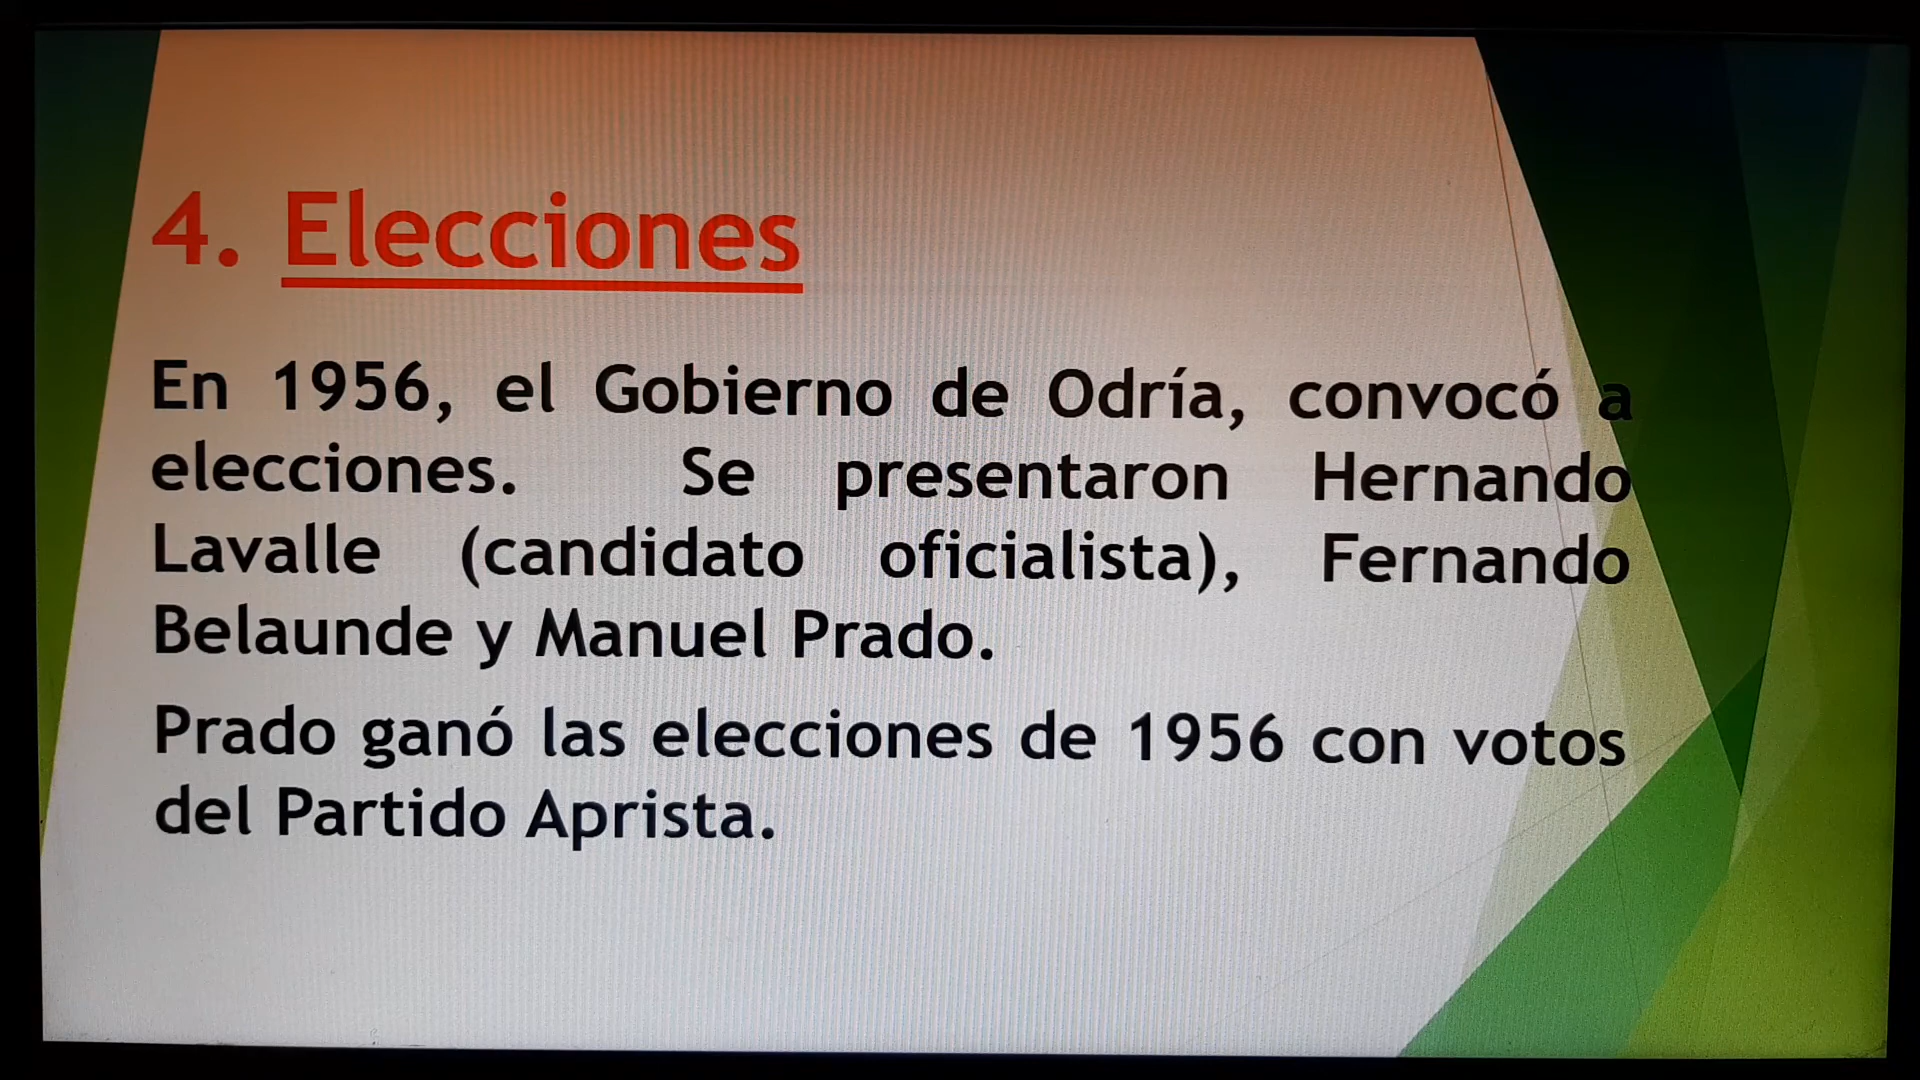 4. Elecciones
En 1956, el Gobierno de Odría, convocó a
elecciones. Se presentaron Hernando
Lavalle (candidato oficialista), Fernando
Belaunde y Manuel Prado.
Prado ganó las elecciones de 1956 con votos
del Partido Aprista.